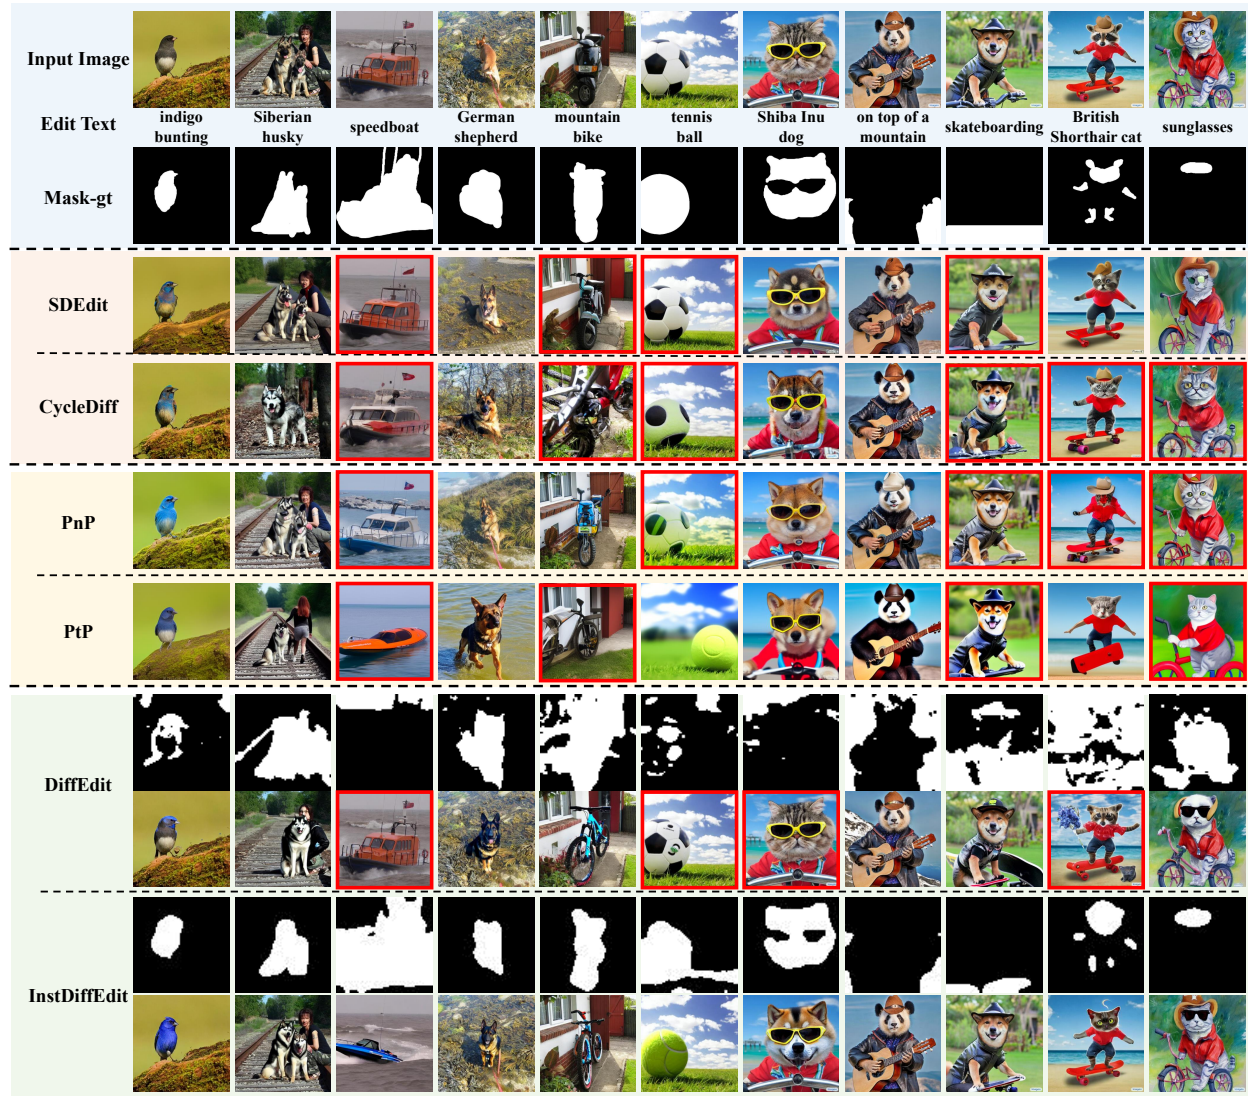 Input Image
Edit Text
indigo
bunting
Siberian
husky
speedboat
German
shepherd
mountain
bike
tennis
ball
Shiba Inu
dog
on top of a
mountain
skateboarding
British
Shorthair cat
sunglasses
Mask-gt
SDEdit
CycleDiff
PnP
PtP
DiffEdit
InstDiffEdit